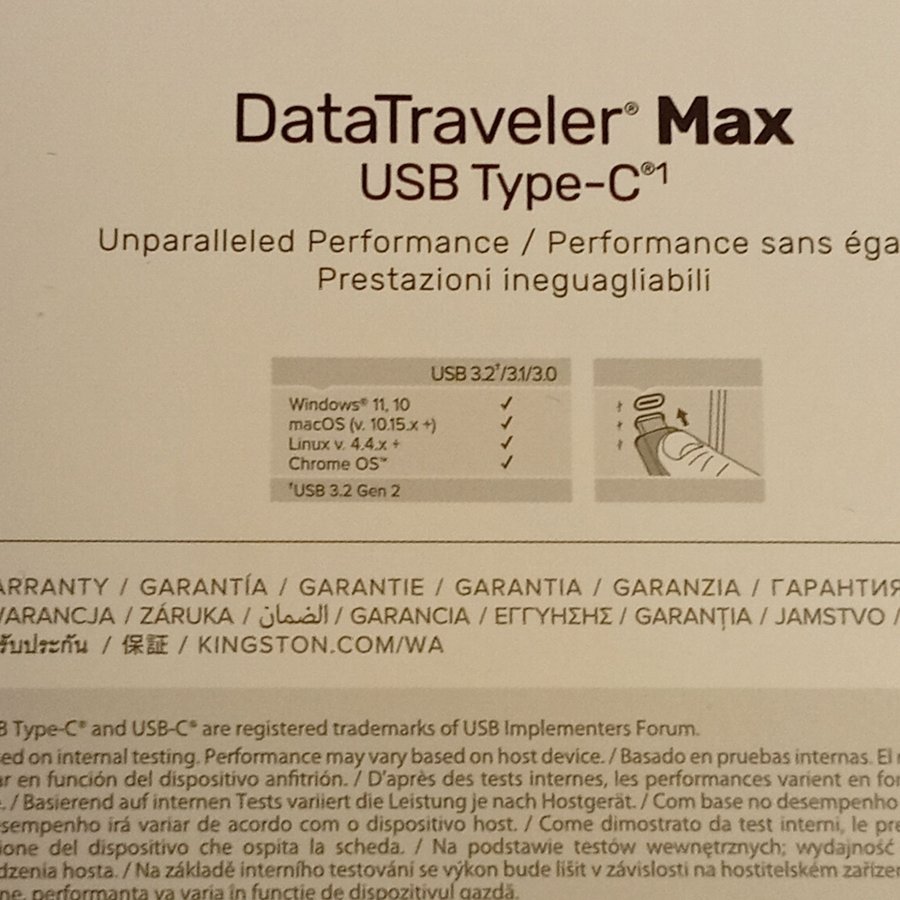 DataTraveler® Max
USB Type-C®1
Unparalleled Performance / Performance sans éga
Prestazioni ineguagliabili
USB 3.2†/3.1/3.0
Windows® 11, 10 ✓
macOS (v. 10.15.x +) ✓
Linux v. 4.4.x + ✓
Chrome OS™ ✓
†USB 3.2 Gen 2
ARRANTY / GARANTÍA / GARANTIE / GARANTIA / GARANZIA / ГАРАНТИЯ
WARANCJA / ZÁRUKA / الضمان / GARANCIA / ΕΓΓΥΗΣΗΣ / GARANȚIA / JAMSTVO /
รับประกัน / 保証 / KINGSTON.COM/WA
B Type-C® and USB-C® are registered trademarks of USB Implementers Forum.
ed on internal testing. Performance may vary based on host device. / Basado en pruebas internas. El
ar en función del dispositivo anfitrión. / D'après des tests internes, les performances varient en fo
e. / Basierend auf internen Tests variiert die Leistung je nach Hostgerät. / Com base no desempenho
esempenho irá variar de acordo com o dispositivo host. / Come dimostrato da test interni, le pre
ione del dispositivo che ospita la scheda. / Na podstawie testów wewnętrznych; wydajność
dzenia hosta. / Na základě interního testování se výkon bude lišit v závislosti na hostitelském zařízen
ne, performanța va varia în funcție de dispozitivul gazdă.